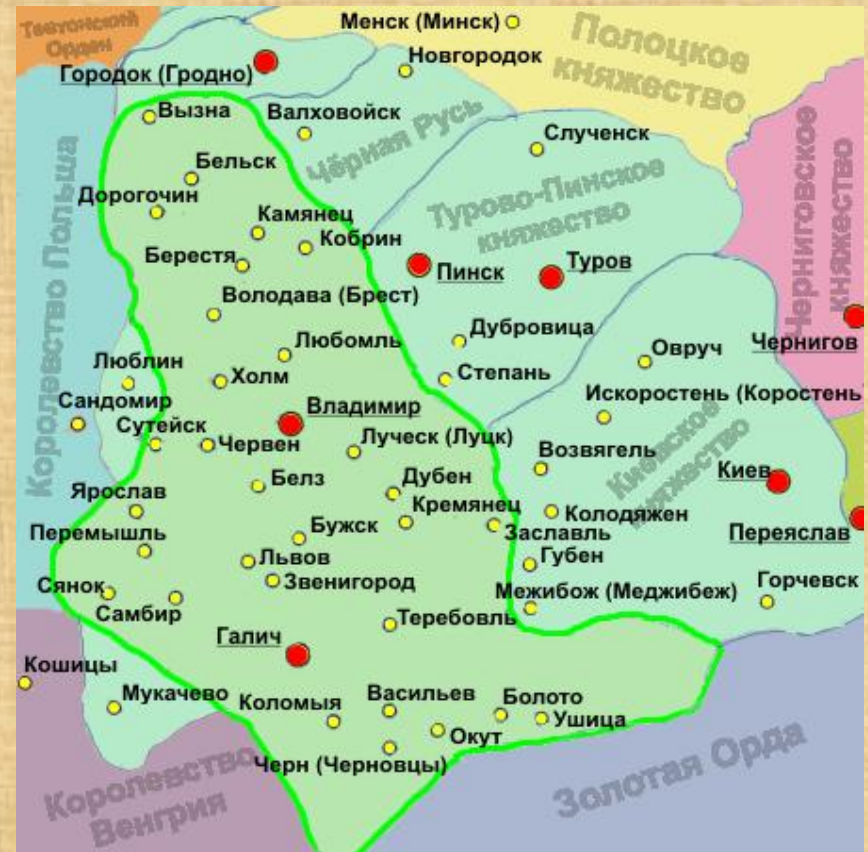 Тевтонский
Орден
Менск (Минск)
Полоцкое
княжество
Городок (Гродно)
Новгородок
Вызна
Валховойск
Чёрная Русь
Слученск
Королевство Польша
Черниговское
княжество
Бельск
Дорогочин
Турово-Пинское
княжество
Камянец
Кобрин
Берестя
Пинск
Туров
Володава (Брест)
Чернигов
Любомль
Дубровица
Овруч
Люблин
Холм
Степань
Сандомир
Владимир
Искоростень (Коростень
Сутейск
Червен
Луческ (Луцк)
Киевское
княжество
Возвягель
Белз
Дубен
Киев
Ярослав
Кремянец
Колодяжен
Перемышль
Бужск
Заславль
Переяслав
Львов
Губен
Сянок
Звенигород
Межибож (Меджибеж)
Горчевск
Самбир
Теребовль
Галич
Кошицы
Мукачево
Коломыя
Васильев
Болото
Ушица
Окут
Черн (Черновцы)
Королевство
Венгрия
Золотая Орда